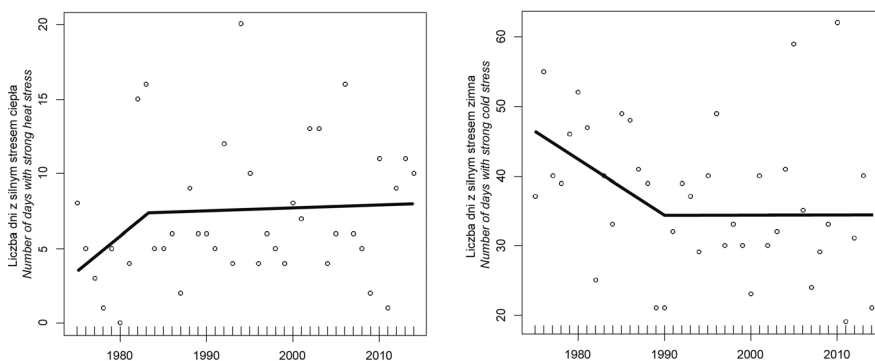 Liczba dni z silnym stresem ciepła
Number of days with strong heat stress
20
15
10
5
0
1980 1990 2000 2010
Liczba dni z silnym stresem zimna
Number of days with strong cold stress
60
50
40
30
20
1980 1990 2000 2010